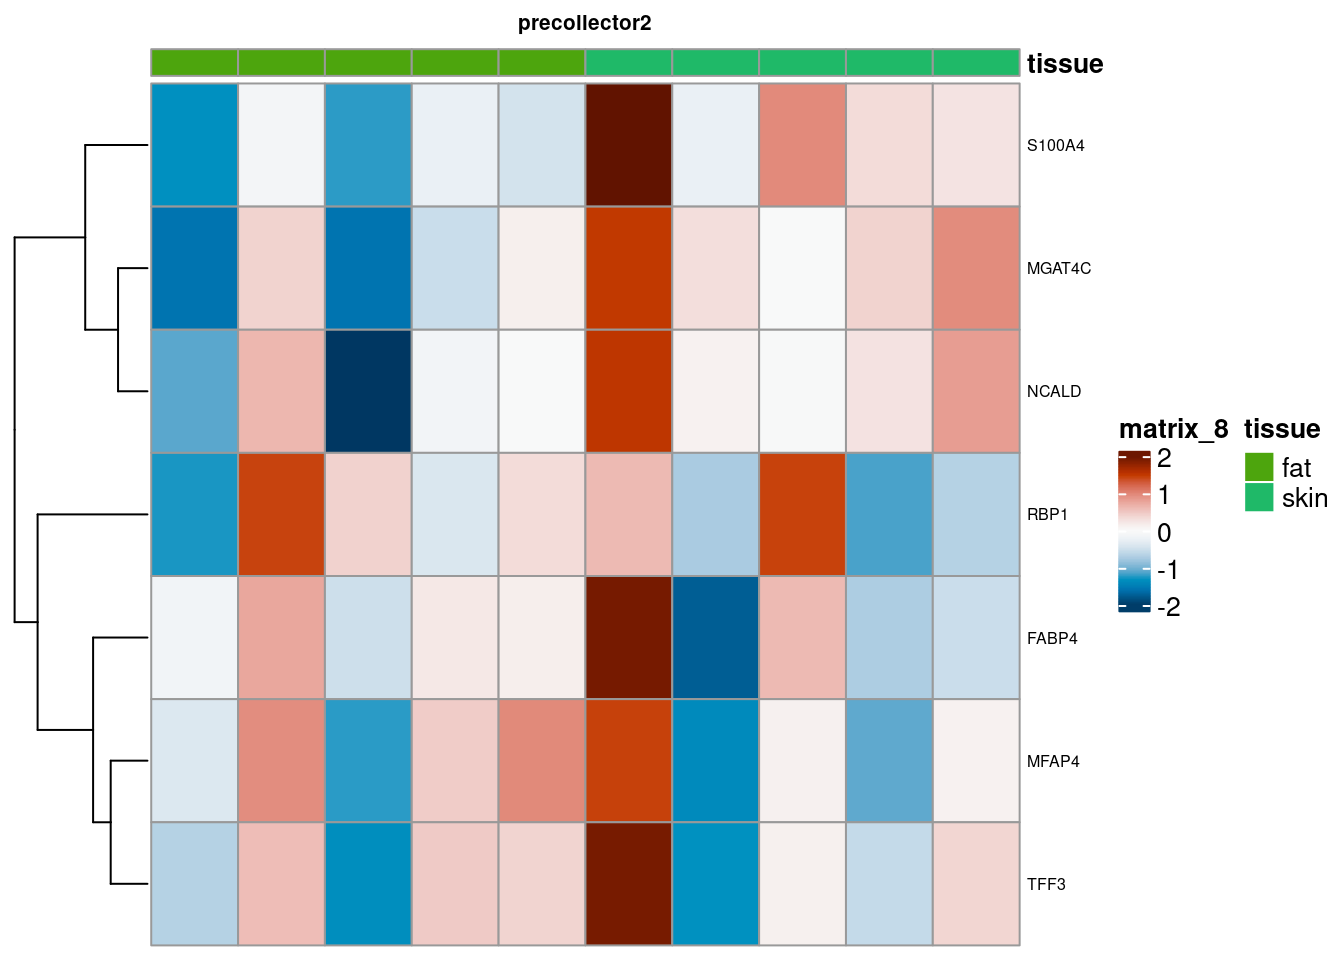 precollector2
tissue
S100A4
MGAT4C
NCALD
RBP1
FABP4
MFAP4
TFF3
matrix_8
2
1
0
-1
-2
tissue
fat
skin